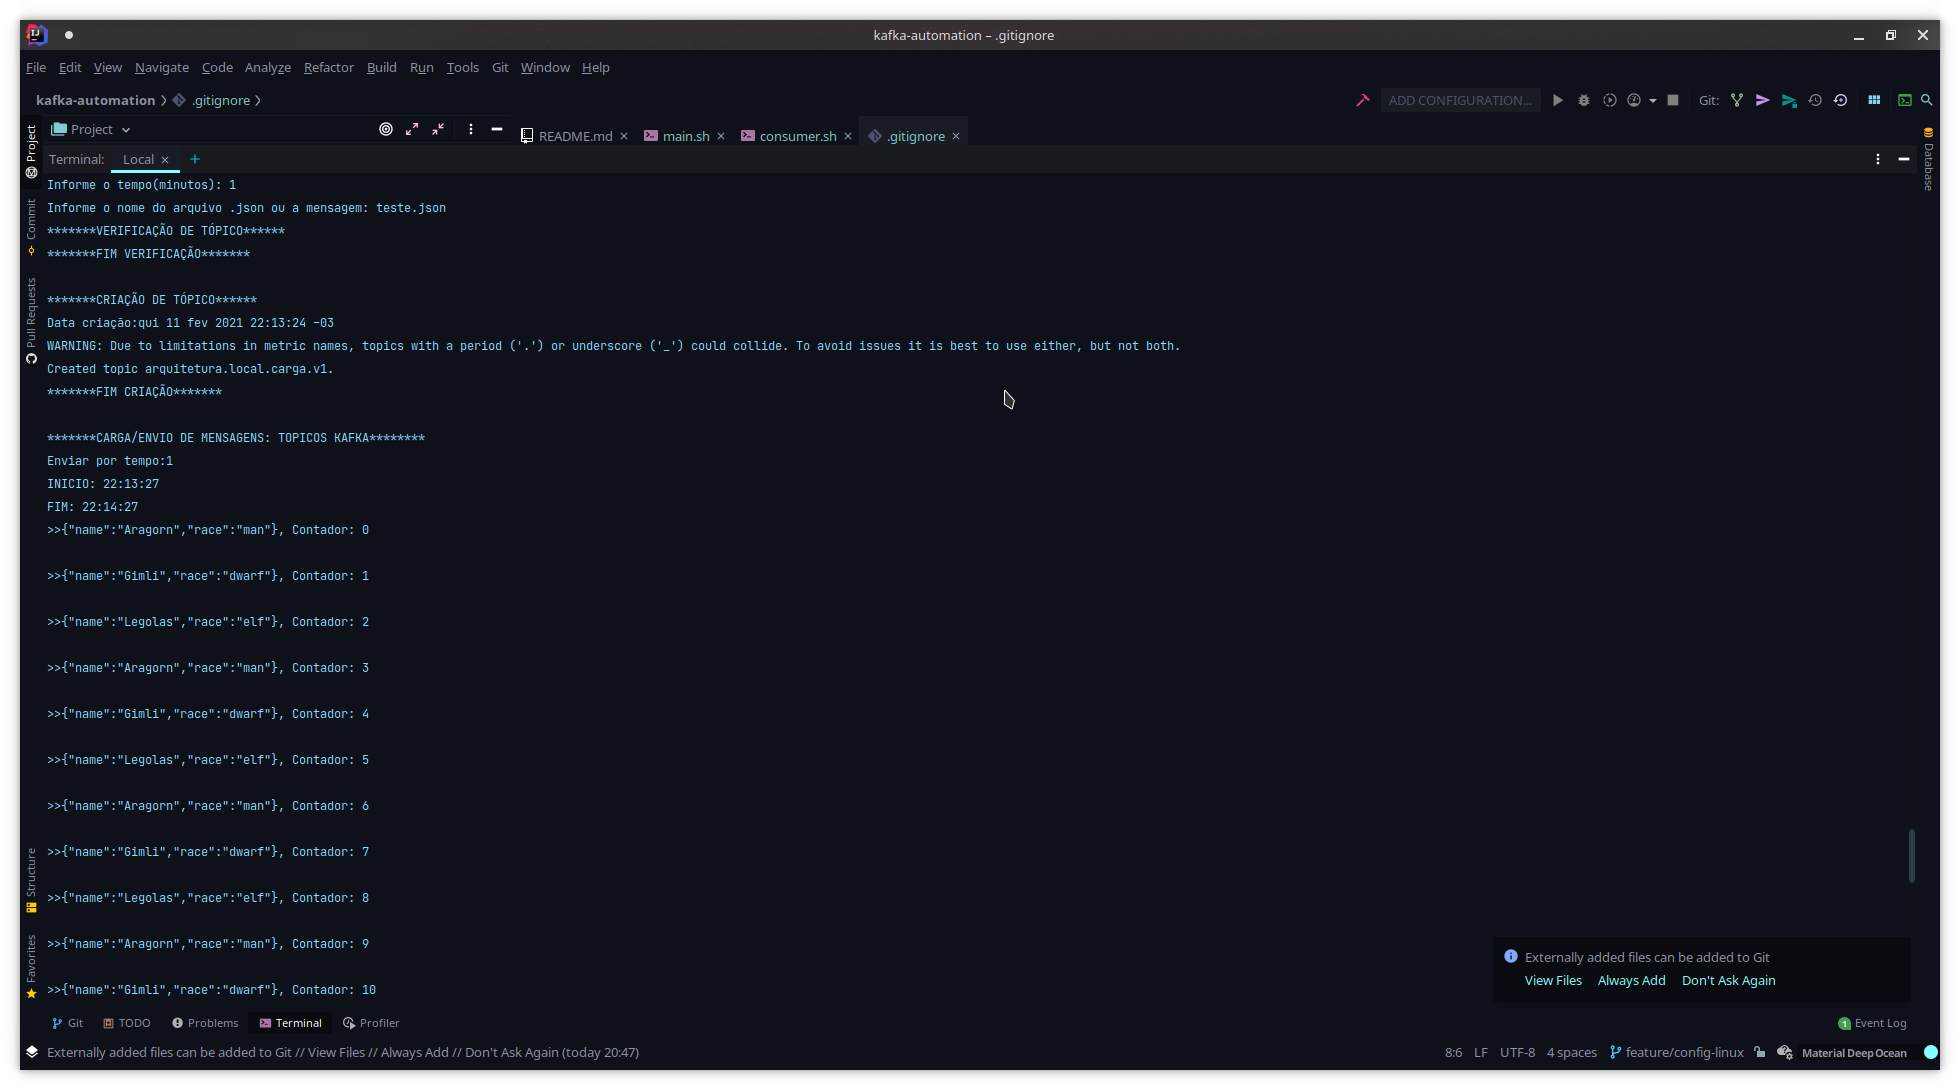 kafka-automation – .gitignore
File Edit View Navigate Code Analyze Refactor Build Run Tools Git Window Help
kafka-automation .gitignore ADD CONFIGURATION... Git:
Project
Project README.md main.sh consumer.sh .gitignore
Terminal: Local
Database
Informe o tempo(minutos): 1
Informe o nome do arquivo .json ou a mensagem: teste.json
Commit
*******VERIFICAÇÃO DE TÓPICO******
*******FIM VERIFICAÇÃO*******
Pull Requests
*******CRIAÇÃO DE TÓPICO******
Data criação:qui 11 fev 2021 22:13:24 -03
WARNING: Due to limitations in metric names, topics with a period ('.') or underscore ('_') could collide. To avoid issues it is best to use either, but not both.
Created topic arquitetura.local.carga.v1.
*******FIM CRIAÇÃO*******
*******CARGA/ENVIO DE MENSAGENS: TOPICOS KAFKA********
Enviar por tempo:1
INICIO: 22:13:27
FIM: 22:14:27
>>{"name":"Aragorn","race":"man"}, Contador: 0
>>{"name":"Gimli","race":"dwarf"}, Contador: 1
>>{"name":"Legolas","race":"elf"}, Contador: 2
>>{"name":"Aragorn","race":"man"}, Contador: 3
>>{"name":"Gimli","race":"dwarf"}, Contador: 4
>>{"name":"Legolas","race":"elf"}, Contador: 5
>>{"name":"Aragorn","race":"man"}, Contador: 6
>>{"name":"Gimli","race":"dwarf"}, Contador: 7
Structure
>>{"name":"Legolas","race":"elf"}, Contador: 8
>>{"name":"Aragorn","race":"man"}, Contador: 9
Favorites
>>{"name":"Gimli","race":"dwarf"}, Contador: 10
Externally added files can be added to Git
View Files Always Add Don't Ask Again
Git TODO Problems Terminal Profiler 1 Event Log
Externally added files can be added to Git // View Files // Always Add // Don't Ask Again (today 20:47) 8:6 LF UTF-8 4 spaces feature/config-linux Material Deep Ocean